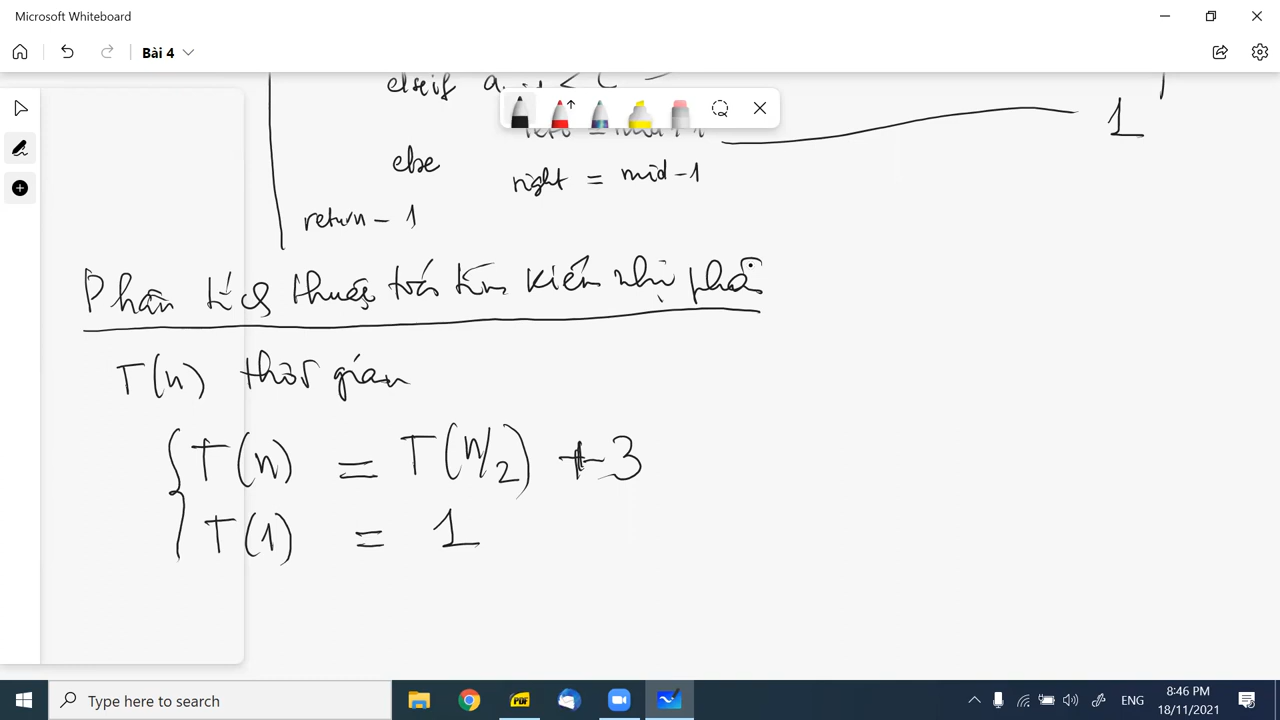 Microsoft Whiteboard
Bài 4
elseif a
1
else
right = mid-1
return - 1
Phân tích thuật toán tìm kiếm nhị phân
T(n) thời gian
T(n) = T(n/2) + 3
T(1) = 1
Type here to search
PDF
ENG
8:46 PM
18/11/2021